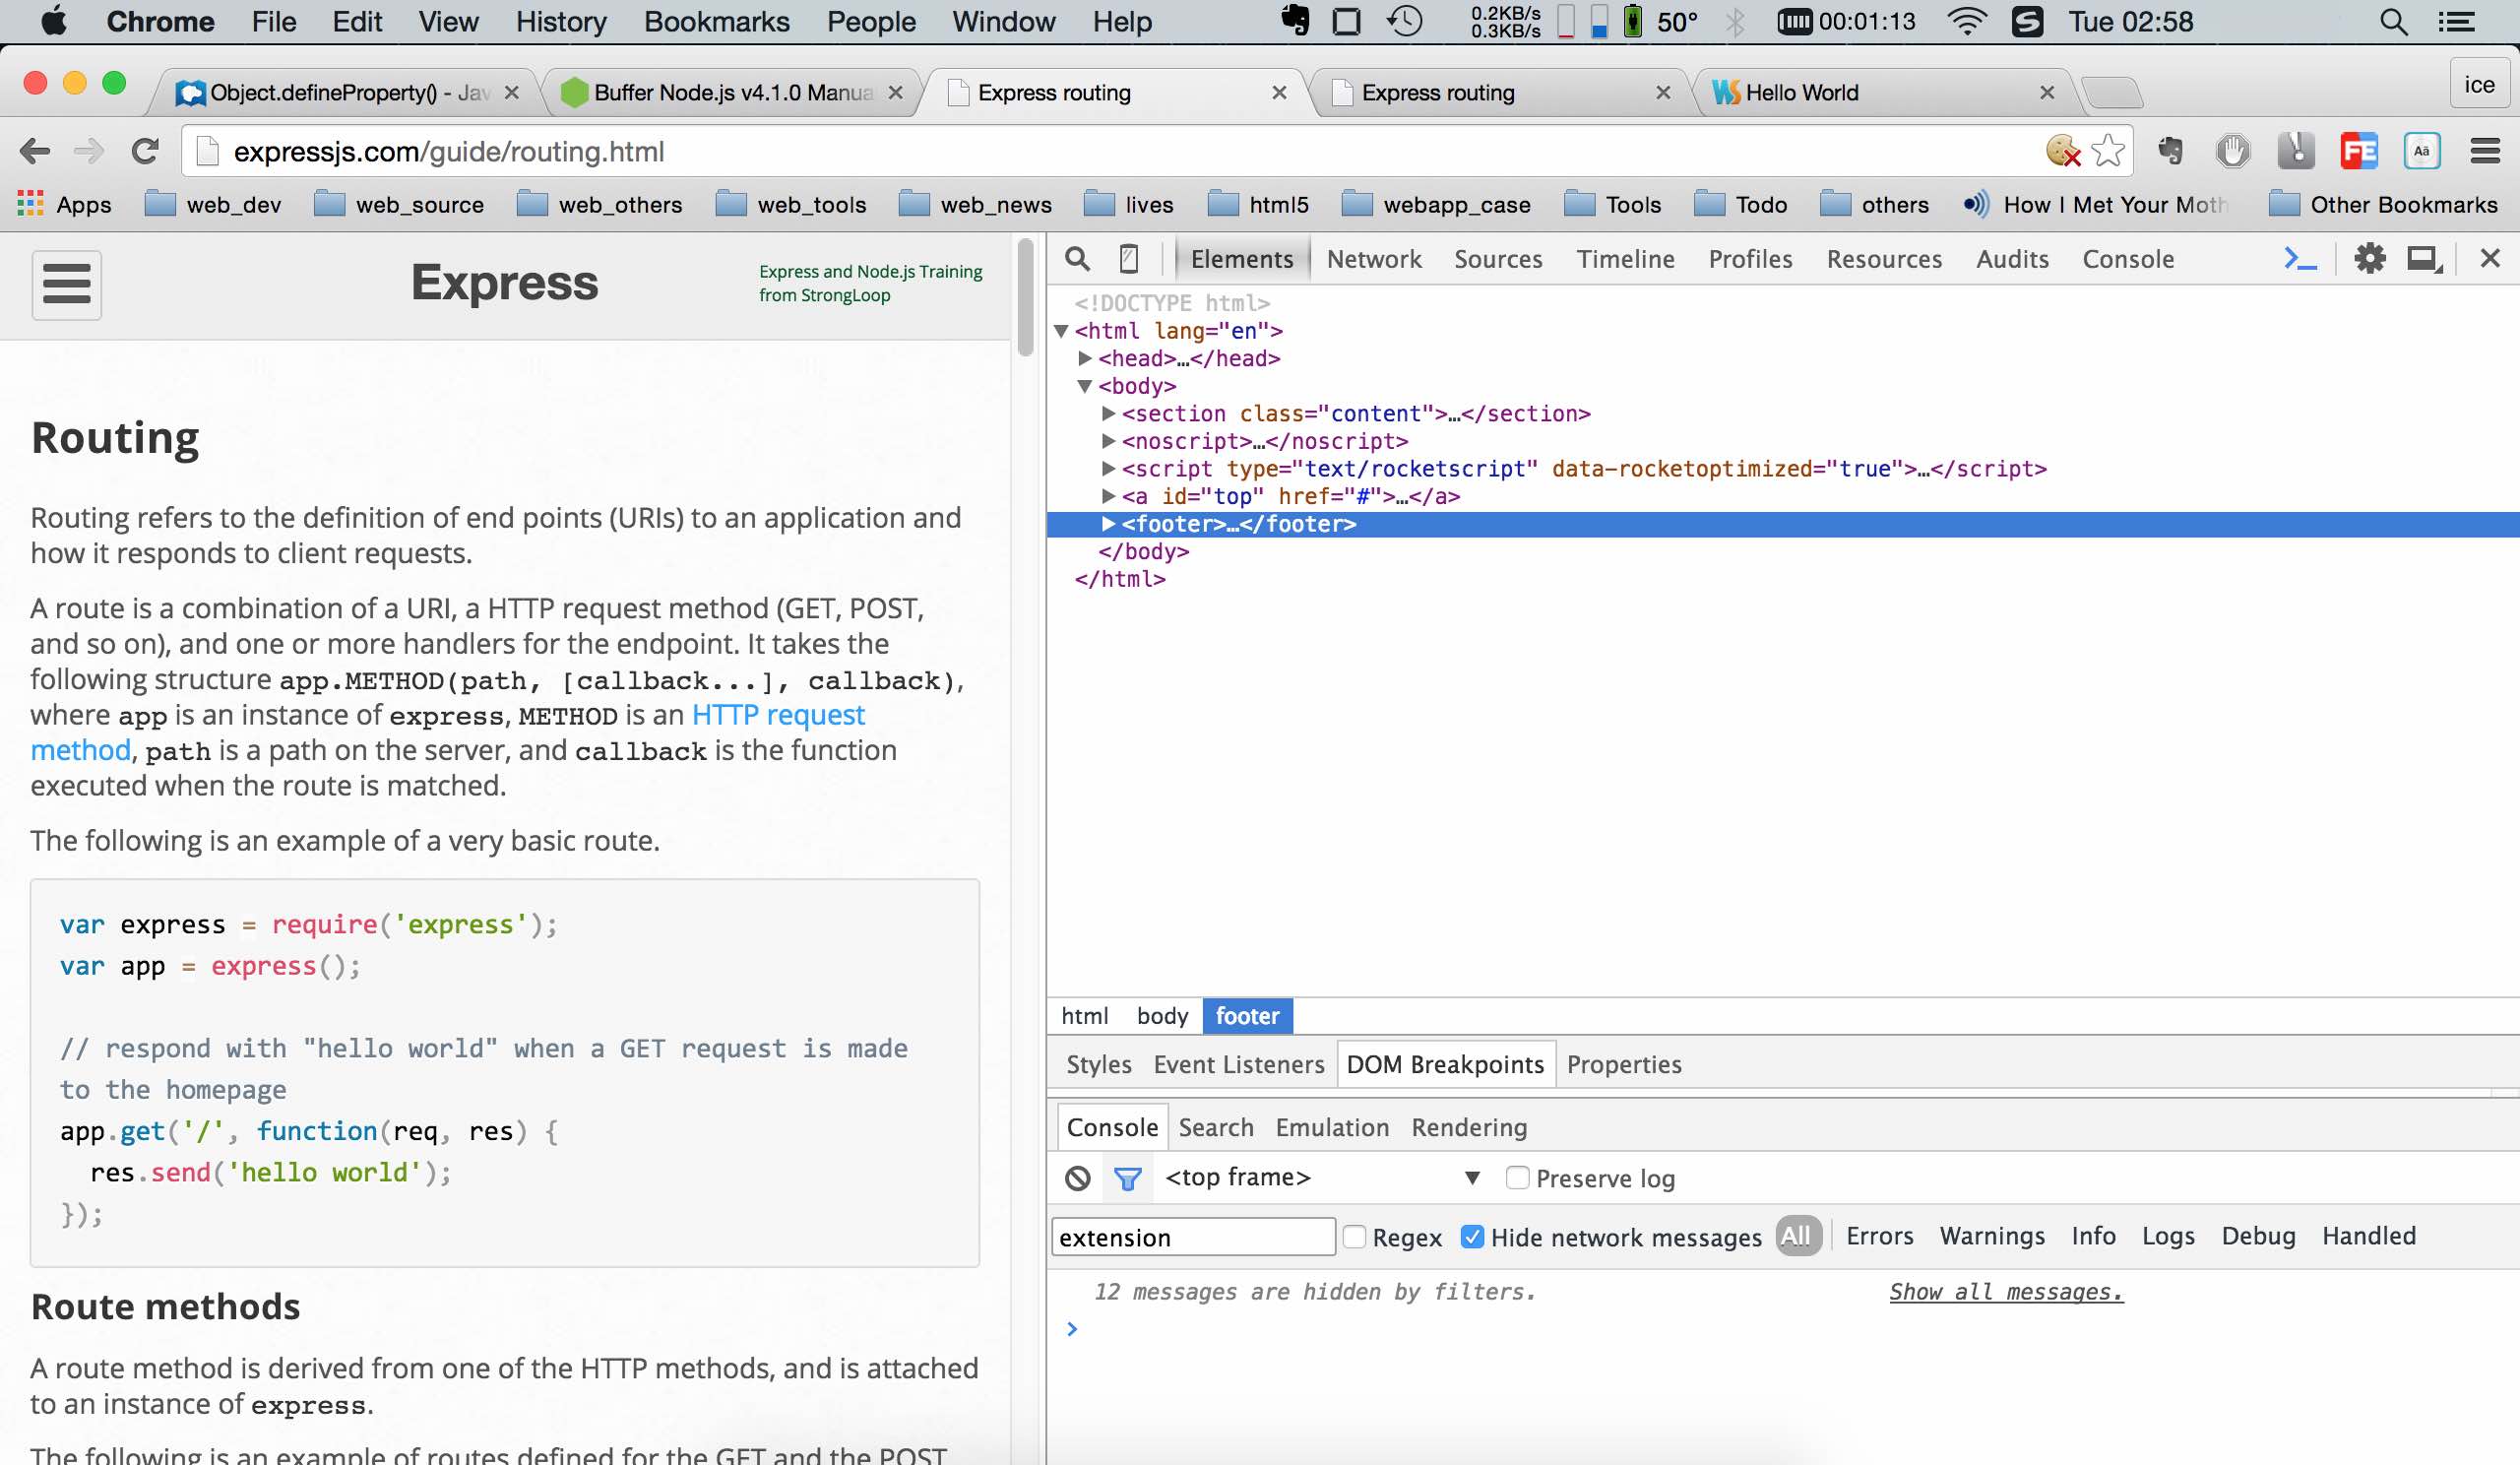 Chrome File Edit View History Bookmarks People Window Help 0.2KB/s 50° 00:01:13 Tue 02:58
0.3KB/s
Object.defineProperty() - Jav Buffer Node.js v4.1.0 Manua Express routing Express routing Hello World ice
expressjs.com/guide/routing.html
Apps web_dev web_source web_others web_tools web_news lives html5 webapp_case Tools Todo others How I Met Your Moth Other Bookmarks
Express
Express and Node.js Training
from StrongLoop
Routing
Routing refers to the definition of end points (URIs) to an application and
how it responds to client requests.
A route is a combination of a URI, a HTTP request method (GET, POST,
and so on), and one or more handlers for the endpoint. It takes the
following structure app.METHOD(path, [callback...], callback),
where app is an instance of express, METHOD is an HTTP request
method, path is a path on the server, and callback is the function
executed when the route is matched.
The following is an example of a very basic route.
var express = require('express');
var app = express();
// respond with "hello world" when a GET request is made
to the homepage
app.get('/', function(req, res) {
res.send('hello world');
});
Route methods
A route method is derived from one of the HTTP methods, and is attached
to an instance of express.
The following is an example of routes defined for the GET and the POST
Elements Network Sources Timeline Profiles Resources Audits Console
<!DOCTYPE html>
<html lang="en">
<head>…</head>
<body>
<section class="content">…</section>
<noscript>…</noscript>
<script type="text/rocketscript" data-rocketoptimized="true">…</script>
<a id="top" href="#">…</a>
<footer>…</footer>
</body>
</html>
html body footer
Styles Event Listeners DOM Breakpoints Properties
Console Search Emulation Rendering
<top frame> Preserve log
extension Regex Hide network messages All Errors Warnings Info Logs Debug Handled
12 messages are hidden by filters. Show all messages.